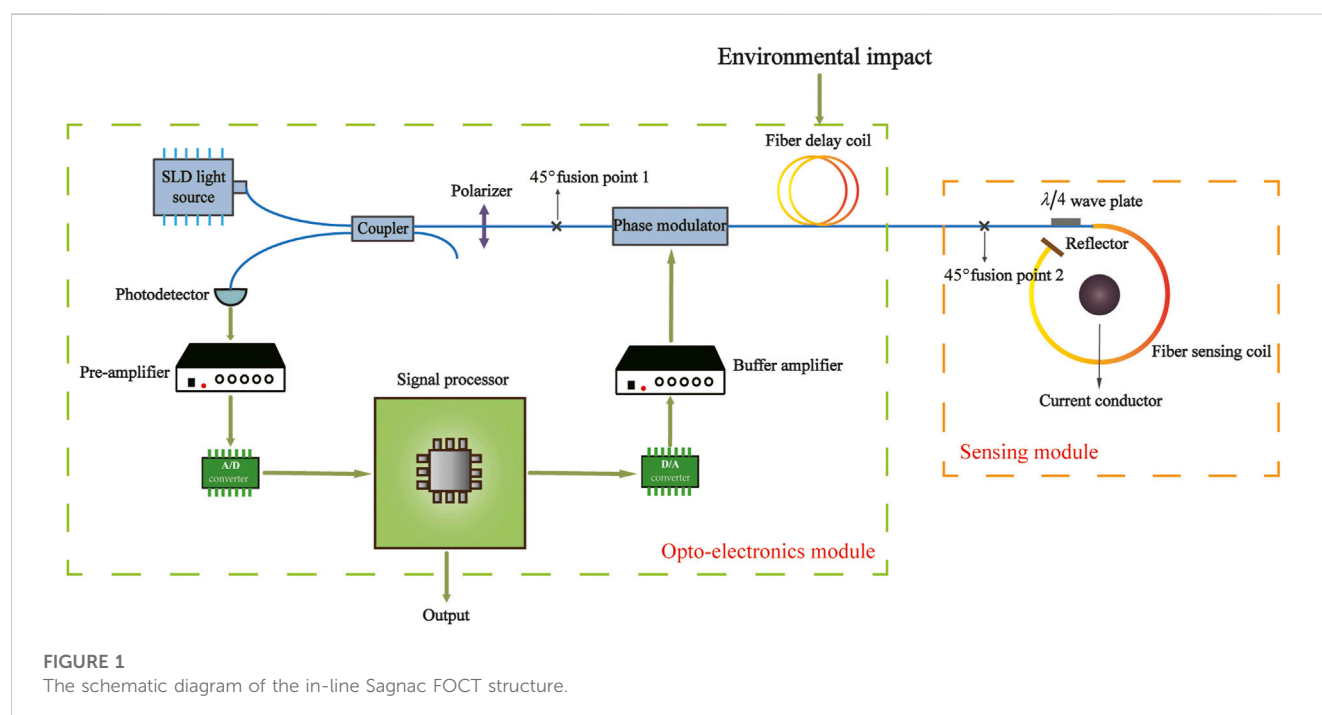 Environmental impact
Fiber delay coil
SLD light
source
45°fusion point 1
Polarizer
λ/4 wave plate
Coupler
Phase modulator
Reflector
45°fusion point 2
Photodetector
Fiber sensing coil
Pre-amplifier
Buffer amplifier
Signal processor
Current conductor
A/D
converter
D/A
converter
Sensing module
Opto-electronics module
Output
FIGURE 1
The schematic diagram of the in-line Sagnac FOCT structure.